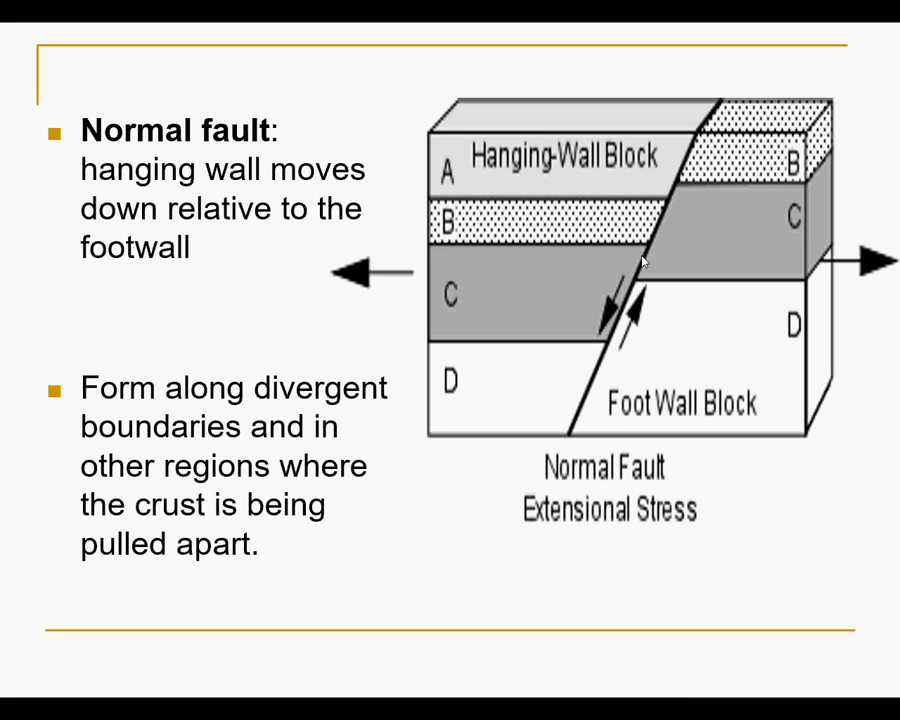 Normal fault:
hanging wall moves
down relative to the
footwall
Form along divergent
boundaries and in
other regions where
the crust is being
pulled apart.
A
Hanging-Wall Block
B
B
C
C
D
D
Foot Wall Block
Normal Fault
Extensional Stress